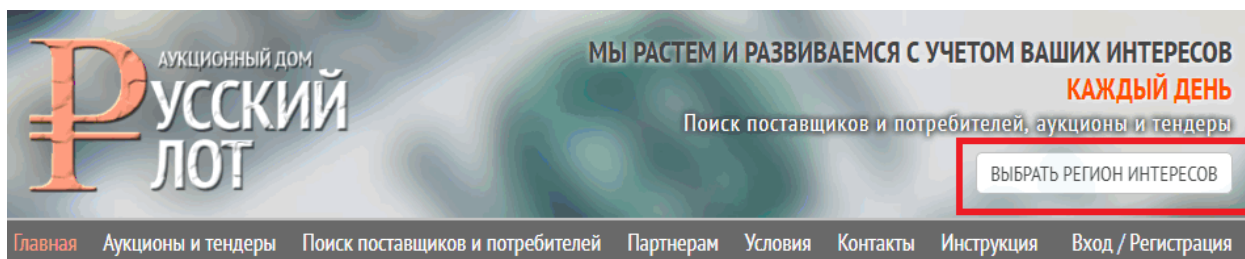 АУКЦИОННЫЙ ДОМ
РУССКИЙ
ЛОТ
МЫ РАСТЕМ И РАЗВИВАЕМСЯ С УЧЕТОМ ВАШИХ ИНТЕРЕСОВ
КАЖДЫЙ ДЕНЬ
Поиск поставщиков и потребителей, аукционы и тендеры
ВЫБРАТЬ РЕГИОН ИНТЕРЕСОВ
Главная Аукционы и тендеры Поиск поставщиков и потребителей Партнерам Условия Контакты Инструкция Вход / Регистрация